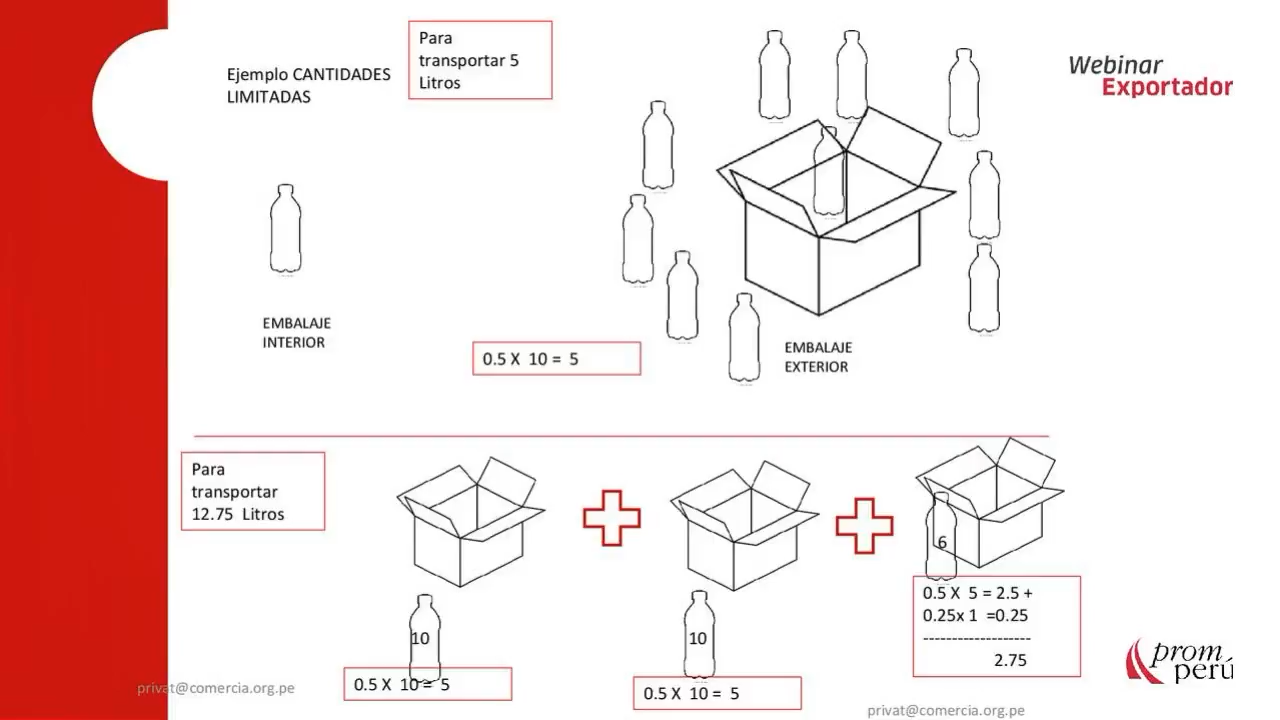 Para
transportar 5
Litros
Ejemplo CANTIDADES
LIMITADAS
Webinar
Exportador
EMBALAJE
INTERIOR
0.5 X  10 =  5
EMBALAJE
EXTERIOR
Para
transportar
12.75  Litros
10
0.5 X  10 =  5
10
0.5 X  10 =  5
6
0.5 X  5 = 2.5 +
0.25x 1  =0.25
-------------------
2.75
prom
perú
privat@comercia.org.pe
privat@comercia.org.pe